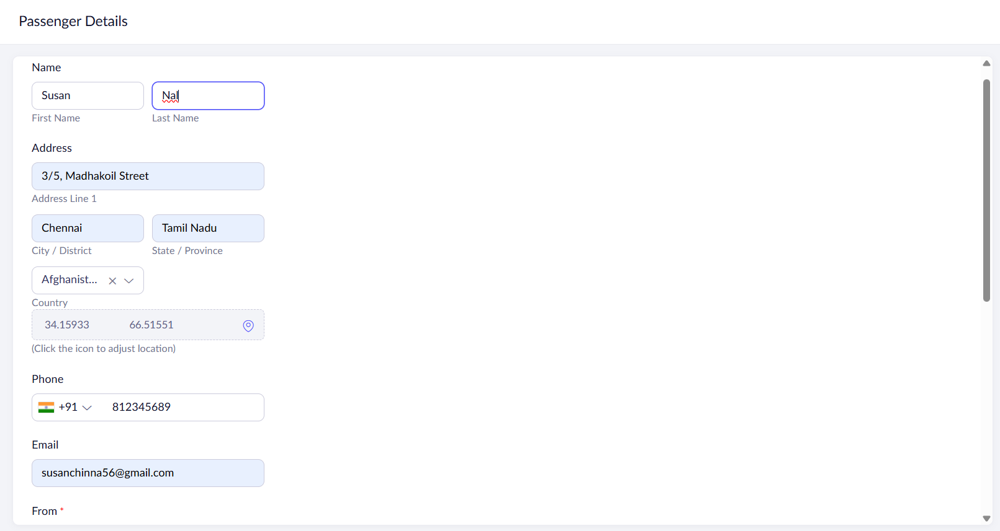 Passenger Details
Name
Susan Nal
First Name Last Name
Address
3/5, Madhakoil Street
Address Line 1
Chennai Tamil Nadu
City / District State / Province
Afghanist...
Country
34.15933 66.51551
(Click the icon to adjust location)
Phone
+91 812345689
Email
susanchinna56@gmail.com
From *